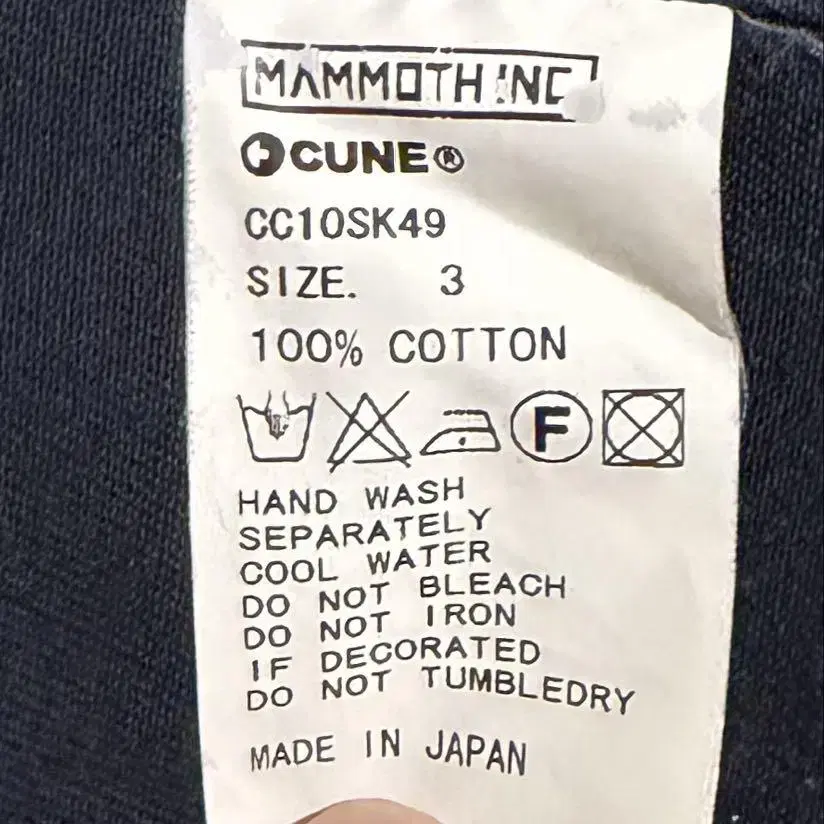 MAMMOTH INC
CUNE®
CC10SK49
SIZE. 3
100% COTTON
F
HAND WASH
SEPARATELY
COOL WATER
DO NOT BLEACH
DO NOT IRON
IF DECORATED
DO NOT TUMBLEDRY
MADE IN JAPAN